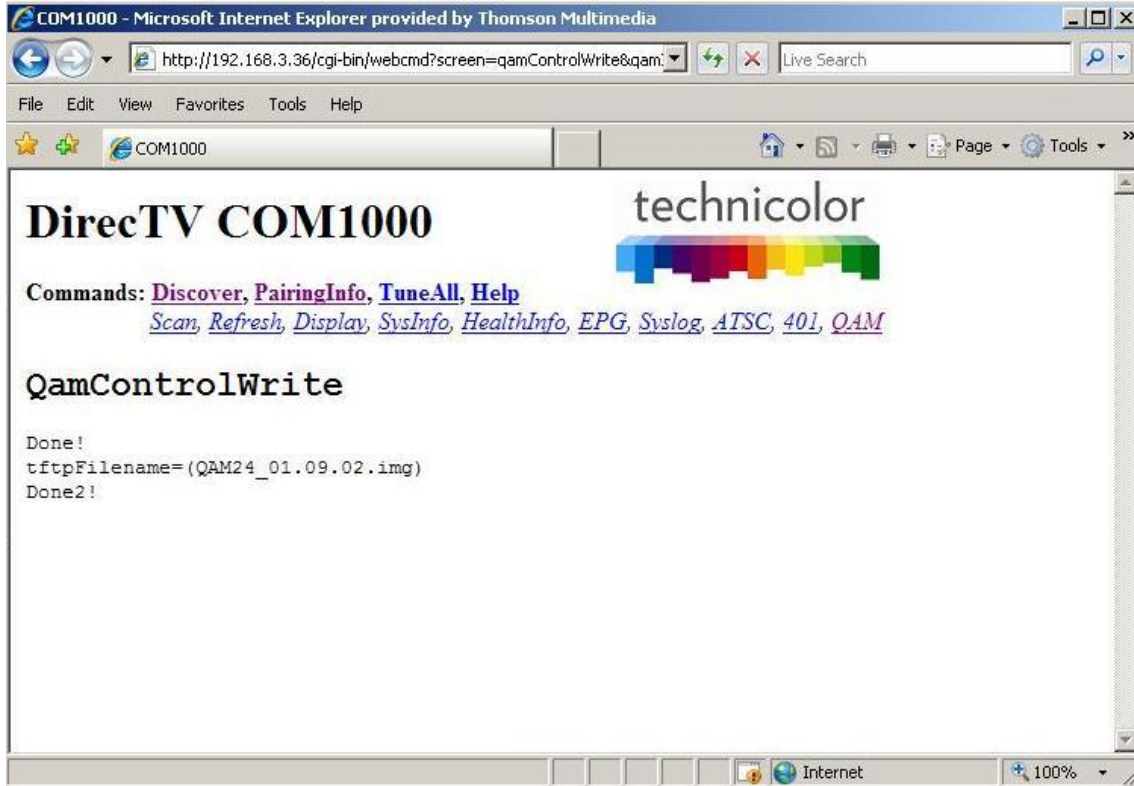 COM1000 - Microsoft Internet Explorer provided by Thomson Multimedia
http://192.168.3.36/cgi-bin/webcmd?screen=qamControlWrite&qam
Live Search
File Edit View Favorites Tools Help
COM1000
Page Tools »
technicolor
DirecTV COM1000
Commands: Discover, PairingInfo, TuneAll, Help
Scan, Refresh, Display, SysInfo, HealthInfo, EPG, Syslog, ATSC, 401, QAM
QamControlWrite
Done!
tftpFilename=(QAM24_01.09.02.img)
Done2!
Internet 100%